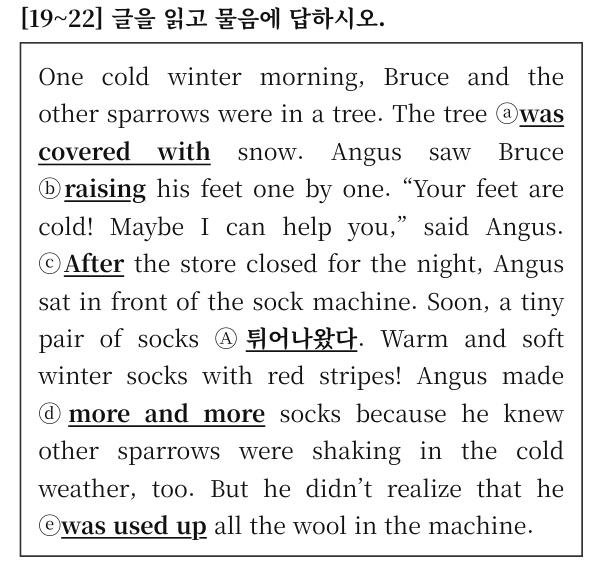 [19~22] 글을 읽고 물음에 답하시오.
One cold winter morning, Bruce and the
other sparrows were in a tree. The tree ⓐwas
covered with snow. Angus saw Bruce
ⓑraising his feet one by one. “Your feet are
cold! Maybe I can help you,” said Angus.
ⓒAfter the store closed for the night, Angus
sat in front of the sock machine. Soon, a tiny
pair of socks Ⓐ 튀어나왔다. Warm and soft
winter socks with red stripes! Angus made
ⓓ more and more socks because he knew
other sparrows were shaking in the cold
weather, too. But he didn’t realize that he
ⓔwas used up all the wool in the machine.